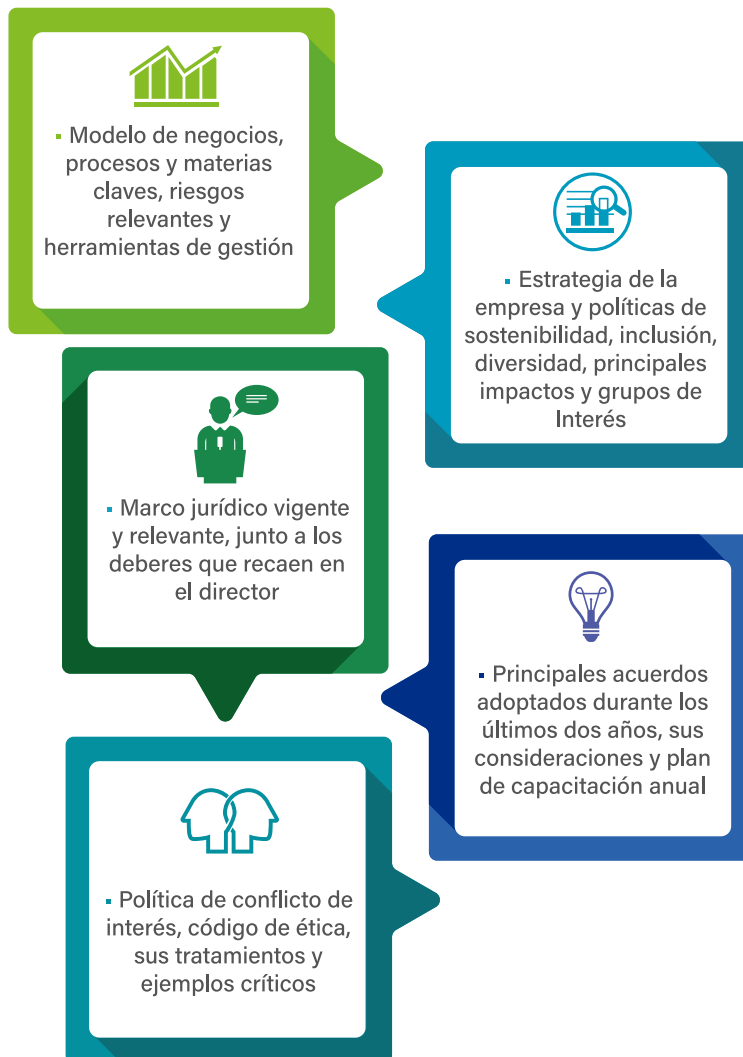 ▪ Modelo de negocios,
procesos y materias
claves, riesgos
relevantes y
herramientas de gestión
▪ Estrategia de la
empresa y políticas de
sostenibilidad, inclusión,
diversidad, principales
impactos y grupos de
Interés
▪ Marco jurídico vigente
y relevante, junto a los
deberes que recaen en
el director
▪ Principales acuerdos
adoptados durante los
últimos dos años, sus
consideraciones y plan
de capacitación anual
▪ Política de conflicto de
interés, código de ética,
sus tratamientos y
ejemplos críticos